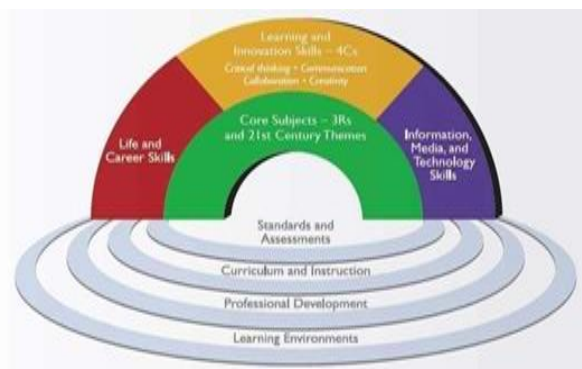 Learning and
Innovation Skills – 4Cs
Critical thinking • Communication
Collaboration • Creativity
Core Subjects – 3Rs
and 21st Century Themes
Life and
Career Skills
Information,
Media, and
Technology
Skills
Standards and
Assessments
Curriculum and Instruction
Professional Development
Learning Environments